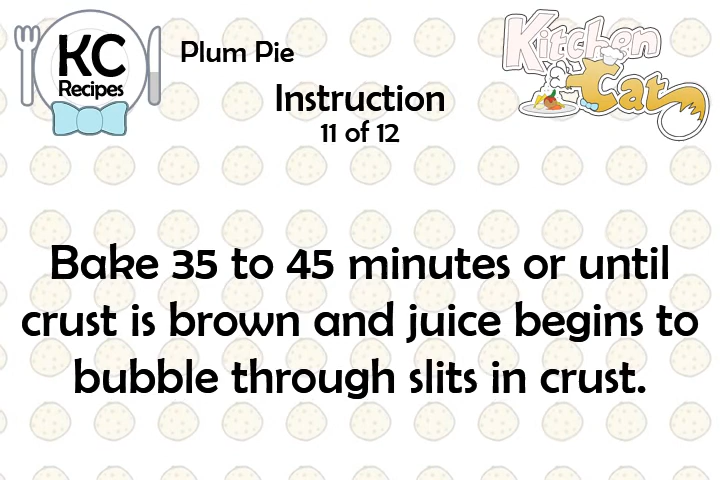 KC
Recipes
Plum Pie
Kitchen
Cat
Instruction
11 of 12
Bake 35 to 45 minutes or until
crust is brown and juice begins to
bubble through slits in crust.